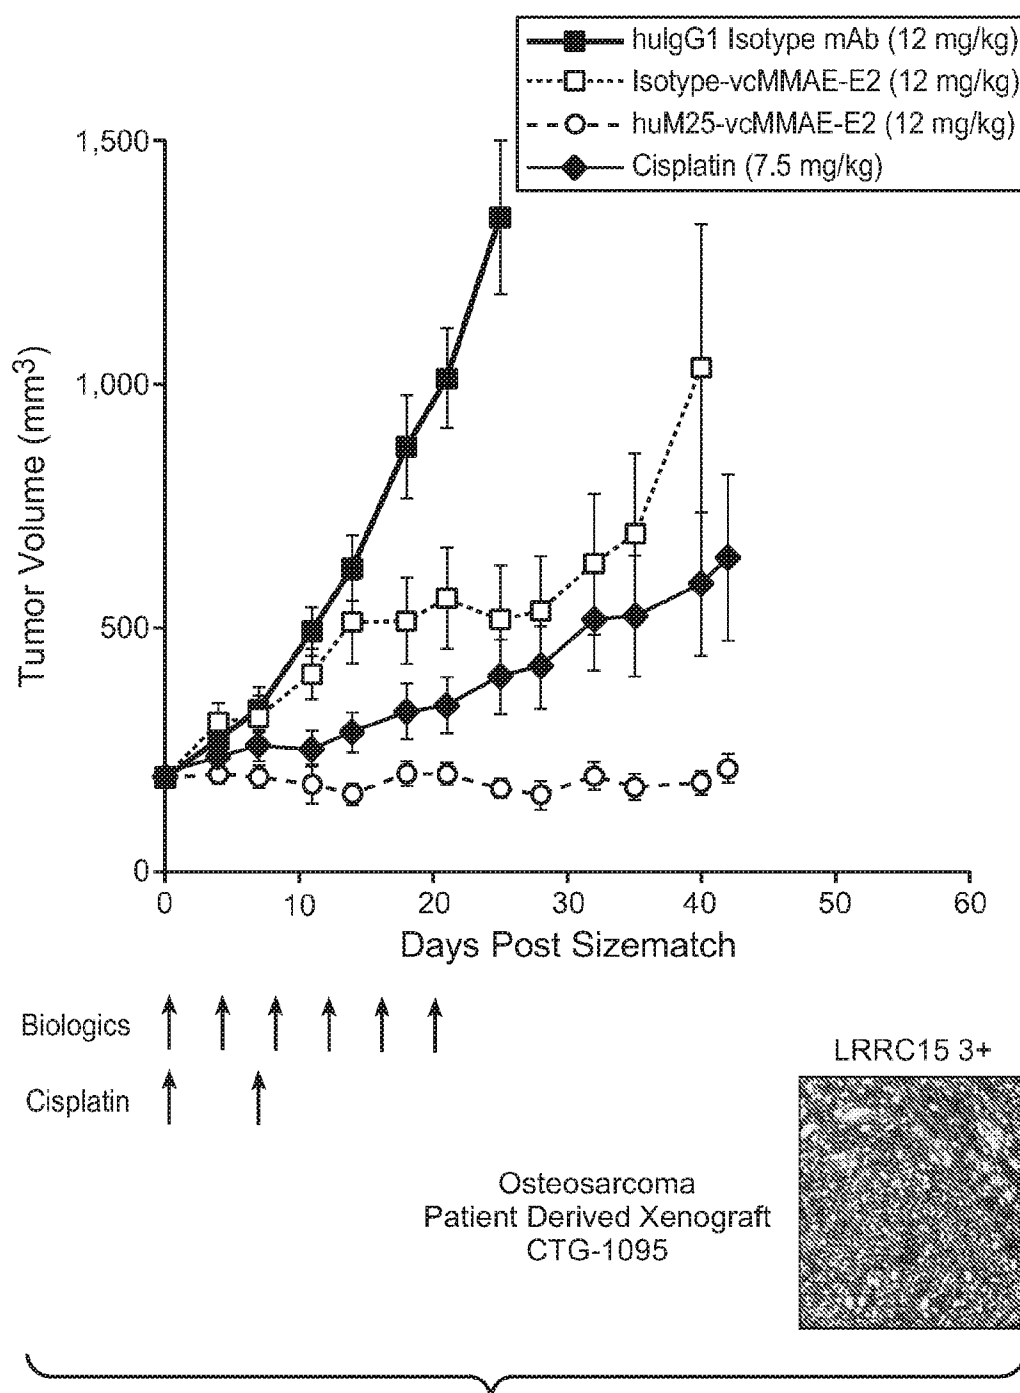 huIgG1 Isotype mAb (12 mg/kg)
Isotype-vcMMAE-E2 (12 mg/kg)
huM25-vcMMAE-E2 (12 mg/kg)
Cisplatin (7.5 mg/kg)
1,500
1,000
500
0
Tumor Volume (mm³)
0 10 20 30 40 50 60
Days Post Sizematch
Biologics
Cisplatin
LRRC15 3+
Osteosarcoma
Patient Derived Xenograft
CTG-1095